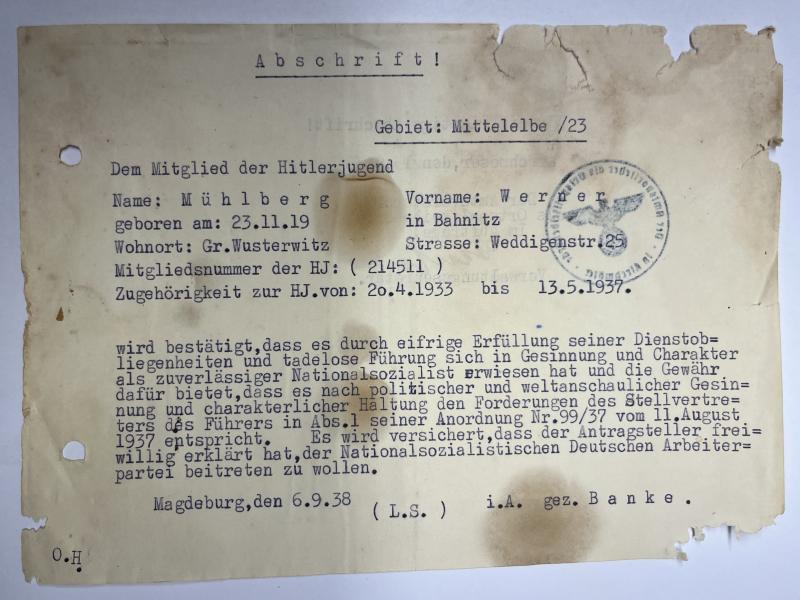 Abschrift!
Gebiet: Mittelelbe /23
Dem Mitglied der Hitlerjugend
Name: Mühlberg Vorname: Werner
geboren am: 23.11.19 in Bahnitz
Wohnort: Gr.Wusterwitz Strasse: Weddigenstr.25
Mitgliedsnummer der HJ: ( 214511 )
Zugehörigkeit zur HJ.von: 2o.4.1933 bis 13.5.1937.
wird bestätigt,dass es durch eifrige Erfüllung seiner Dienstob=
liegenheiten und tadelose Führung sich in Gesinnung und Charakter
als zuverlässiger Nationalsozialist erwiesen hat und die Gewähr
dafür bietet,dass es nach politischer und weltanschaulicher Gesin=
nung und charakterlicher Haltung den Forderungen des Stellvertre=
ters des Führers in Abs.1 seiner Anordnung Nr.99/37 vom 11.August
1937 entspricht. Es wird versichert,dass der Antragsteller frei=
willig erklärt hat,der Nationalsozialistischen Deutschen Arbeiter=
partei beitreten zu wollen.
Magdeburg,den 6.9.38 ( L.S. ) i.A. gez. Banke.
O.H.